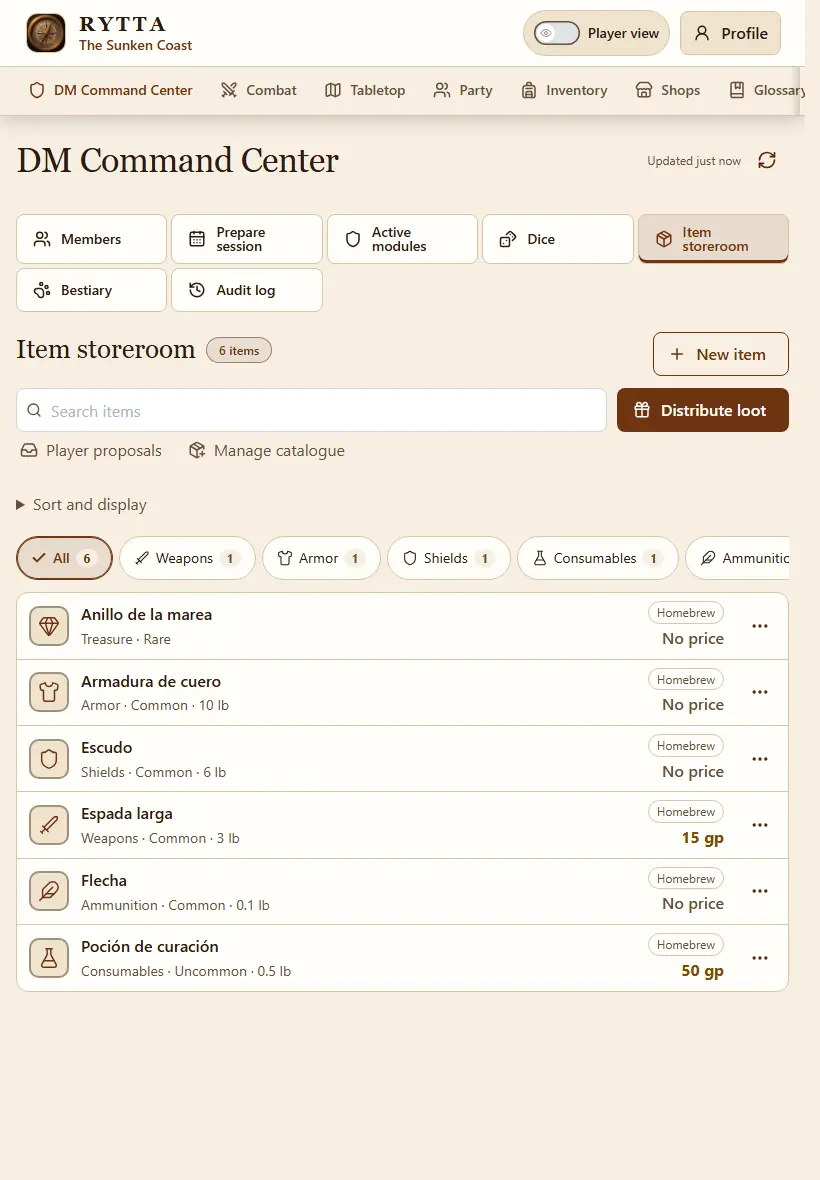 RYTTA
The Sunken Coast
Player view
Profile
DM Command Center
Combat
Tabletop
Party
Inventory
Shops
Glossary
DM Command Center
Updated just now
Members
Prepare
session
Active
modules
Dice
Item
storeroom
Bestiary
Audit log
Item storeroom
6 items
New item
Search items
Distribute loot
Player proposals
Manage catalogue
Sort and display
All 6
Weapons 1
Armor 1
Shields 1
Consumables 1
Ammunitio
Anillo de la marea
Treasure · Rare
Homebrew
No price
Armadura de cuero
Armor · Common · 10 lb
Homebrew
No price
Escudo
Shields · Common · 6 lb
Homebrew
No price
Espada larga
Weapons · Common · 3 lb
Homebrew
15 gp
Flecha
Ammunition · Common · 0.1 lb
Homebrew
No price
Poción de curación
Consumables · Uncommon · 0.5 lb
Homebrew
50 gp